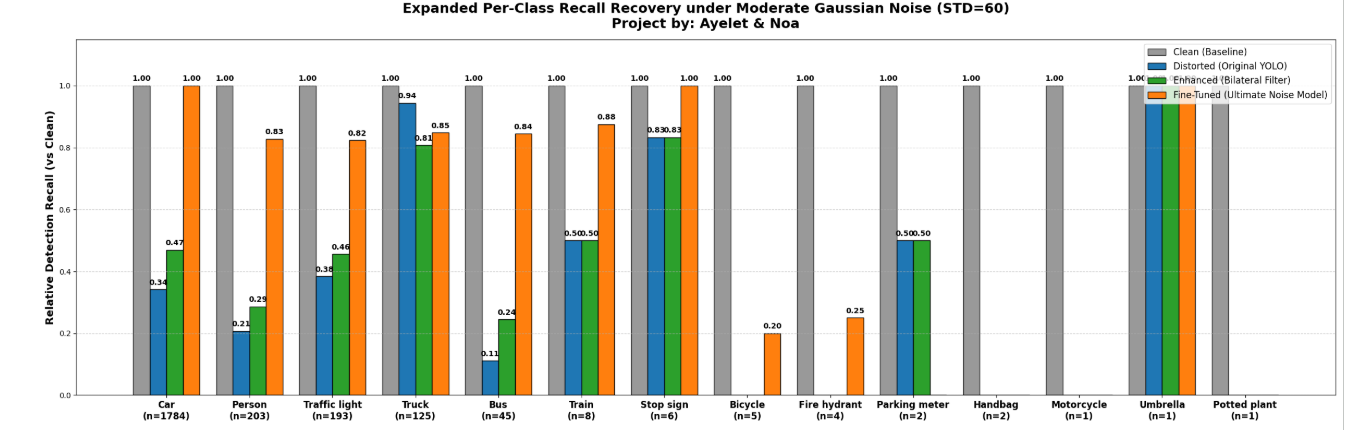 Expanded Per-Class Recall Recovery under Moderate Gaussian Noise (STD=60)
Project by: Ayelet & Noa
Clean (Baseline)
Distorted (Original YOLO)
Enhanced (Bilateral Filter)
Fine-Tuned (Ultimate Noise Model)
Relative Detection Recall (vs Clean)
1.0
0.8
0.6
0.4
0.2
0.0
1.00 0.34 0.47 1.00
1.00 0.21 0.29 0.83
1.00 0.38 0.46 0.82
1.00 0.94 0.81 0.85
1.00 0.11 0.24 0.84
1.00 0.50 0.50 0.88
1.00 0.83 0.83 1.00
1.00 0.20
1.00 0.25
1.00 0.50 0.50
1.00
1.00
1.00
Car Person Traffic light Truck Bus Train Stop sign Bicycle Fire hydrant Parking meter Handbag Motorcycle Umbrella Potted plant
(n=1784) (n=203) (n=193) (n=125) (n=45) (n=8) (n=6) (n=5) (n=4) (n=2) (n=2) (n=1) (n=1) (n=1)